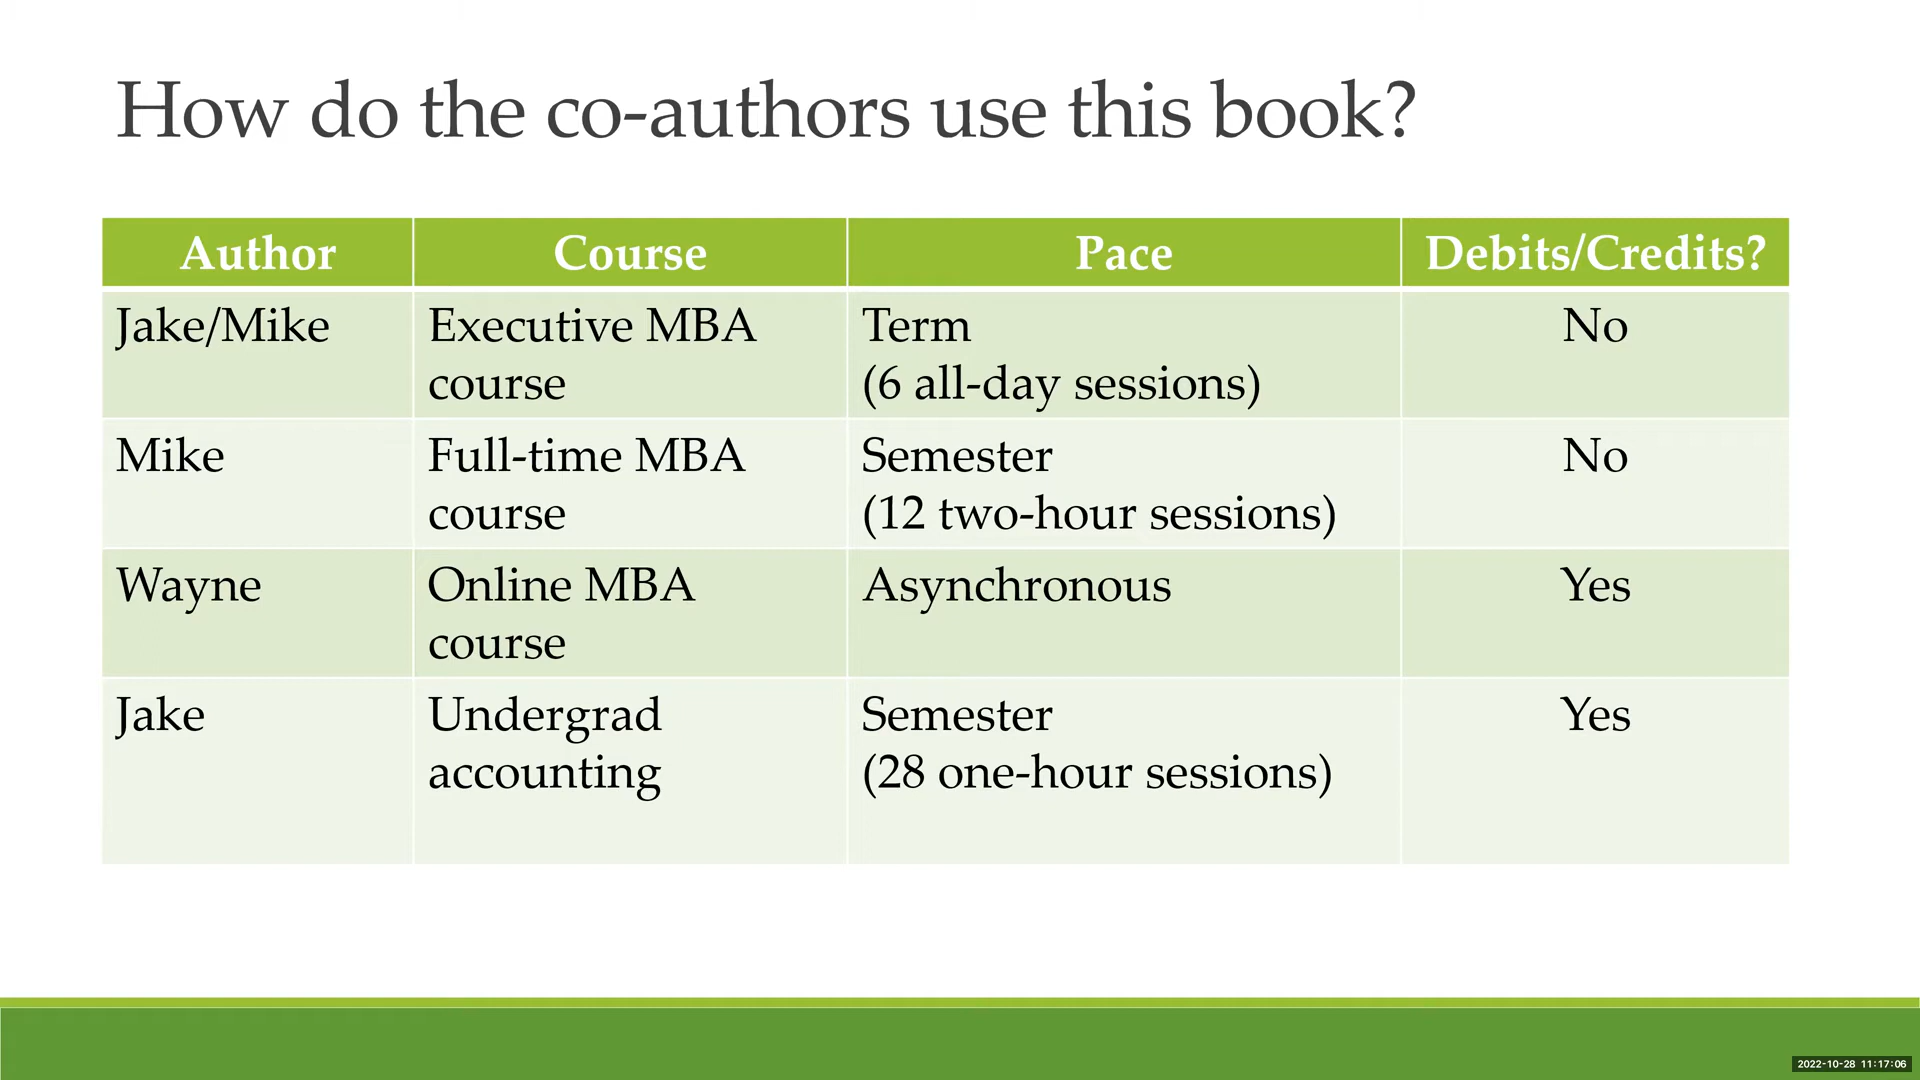 How do the co-authors use this book?
Author Course Pace Debits/Credits?
Jake/Mike Executive MBA Term No
course (6 all-day sessions)
Mike Full-time MBA Semester No
course (12 two-hour sessions)
Wayne Online MBA Asynchronous Yes
course
Jake Undergrad Semester Yes
accounting (28 one-hour sessions)
2022-10-28 11:17:06